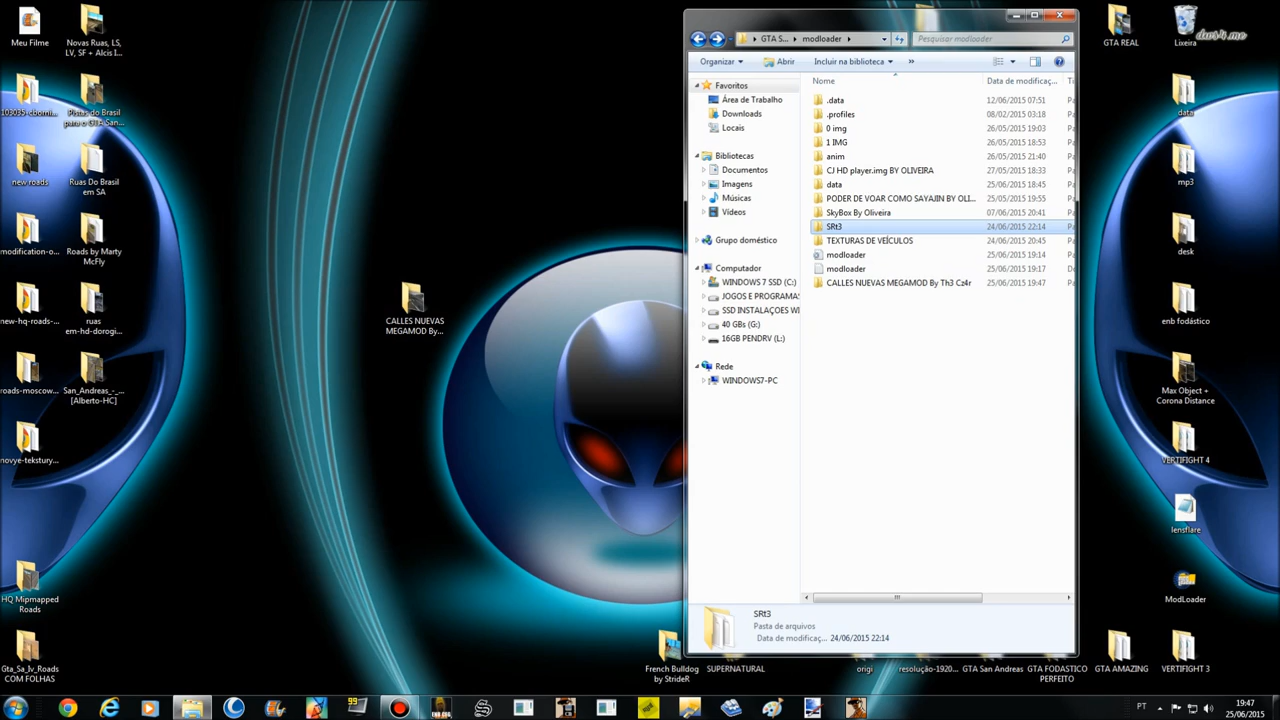 Meu Filme
Novas Ruas, LS,
LV, SF + Alcis I...
Pistas do Brasil
para o GTA San...
new roads
Ruas Do Brasil
em SA
modification-o...
Roads by Marty
McFly
new-hq-roads-...
ruas
em-hd-dorogi...
roads-moscow...
San_Andreas_-_...
[Alberto-HC]
novye-tekstury...
HQ Mipmapped
Roads
Gta_Sa_Iv_Roads
COM FOLHAS
CALLES NUEVAS
MEGAMOD By...
GTA S...
modloader
Pesquisar modloader
Organizar
Abrir
Incluir na biblioteca
»
Favoritos
Área de Trabalho
Downloads
Locais
Bibliotecas
Documentos
Imagens
Músicas
Vídeos
Grupo doméstico
Computador
WINDOWS 7 SSD (C:)
JOGOS E PROGRAMA
SSD INSTALAÇOES WI
40 GBs (G:)
16GB PENDRV (L:)
Rede
WINDOWS7-PC
Nome Data de modificaç...
.data 12/06/2015 07:51
.profiles 08/02/2015 03:18
0 img 26/05/2015 19:03
1 IMG 26/05/2015 18:53
anim 26/05/2015 21:40
CJ HD player.img BY OLIVEIRA 27/05/2015 18:33
data 25/06/2015 18:45
PODER DE VOAR COMO SAYAJIN BY OLI... 25/05/2015 19:55
SkyBox By Oliveira 07/06/2015 20:41
SRt3 24/06/2015 22:14
TEXTURAS DE VEÍCULOS 24/06/2015 20:45
modloader 25/06/2015 19:14
modloader 25/06/2015 19:17
CALLES NUEVAS MEGAMOD By Th3 Cz4r 25/06/2015 19:47
SRt3
Pasta de arquivos
Data de modificaç... 24/06/2015 22:14
GTA REAL
Lixeira
data
mp3
desk
enb fodástico
Max Object +
Corona Distance
VERTIFIGHT 4
lensflare
ModLoader
French Bulldog
by StrideR
SUPERNATURAL
origi
resolução-1920...
GTA San Andreas
GTA FODASTICO
PERFEITO
GTA AMAZING
VERTIFIGHT 3
99
PT
19:47
25/06/2015